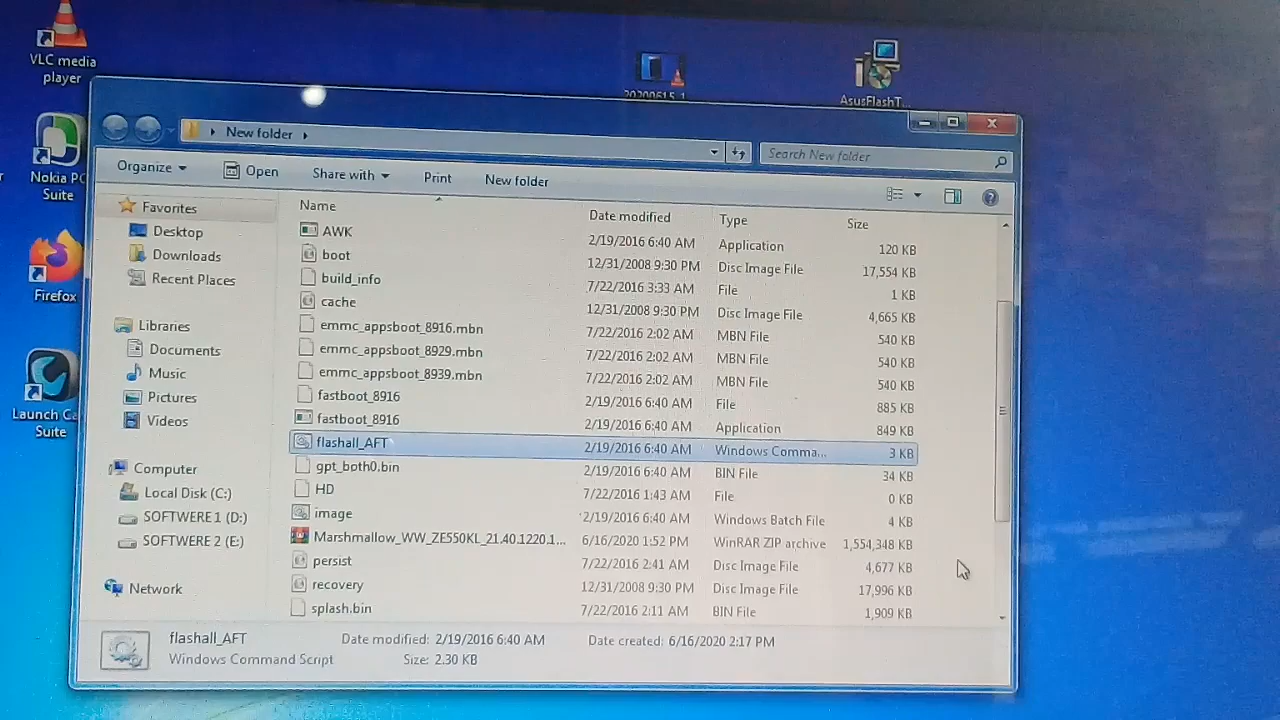 VLC media
player
20200615_1
AsusFlashT...
Nokia PC
Suite
Firefox
Launch Ca
Suite
New folder
Search New folder
Organize
Open
Share with
Print
New folder
Name Date modified Type Size
Favorites
Desktop
Downloads
Recent Places
Libraries
Documents
Music
Pictures
Videos
Computer
Local Disk (C:)
SOFTWERE 1 (D:)
SOFTWERE 2 (E:)
Network
AWK 2/19/2016 6:40 AM Application 120 KB
boot 12/31/2008 9:30 PM Disc Image File 17,554 KB
build_info 7/22/2016 3:33 AM File 1 KB
cache 12/31/2008 9:30 PM Disc Image File 4,665 KB
emmc_appsboot_8916.mbn 7/22/2016 2:02 AM MBN File 540 KB
emmc_appsboot_8929.mbn 7/22/2016 2:02 AM MBN File 540 KB
emmc_appsboot_8939.mbn 7/22/2016 2:02 AM MBN File 540 KB
fastboot_8916 2/19/2016 6:40 AM File 885 KB
fastboot_8916 2/19/2016 6:40 AM Application 849 KB
flashall_AFT 2/19/2016 6:40 AM Windows Comma... 3 KB
gpt_both0.bin 2/19/2016 6:40 AM BIN File 34 KB
HD 7/22/2016 1:43 AM File 0 KB
image 2/19/2016 6:40 AM Windows Batch File 4 KB
Marshmallow_WW_ZE550KL_21.40.1220.1... 6/16/2020 1:52 PM WinRAR ZIP archive 1,554,348 KB
persist 7/22/2016 2:41 AM Disc Image File 4,677 KB
recovery 12/31/2008 9:30 PM Disc Image File 17,996 KB
splash.bin 7/22/2016 2:11 AM BIN File 1,909 KB
flashall_AFT Date modified: 2/19/2016 6:40 AM Date created: 6/16/2020 2:17 PM
Windows Command Script Size: 2.30 KB